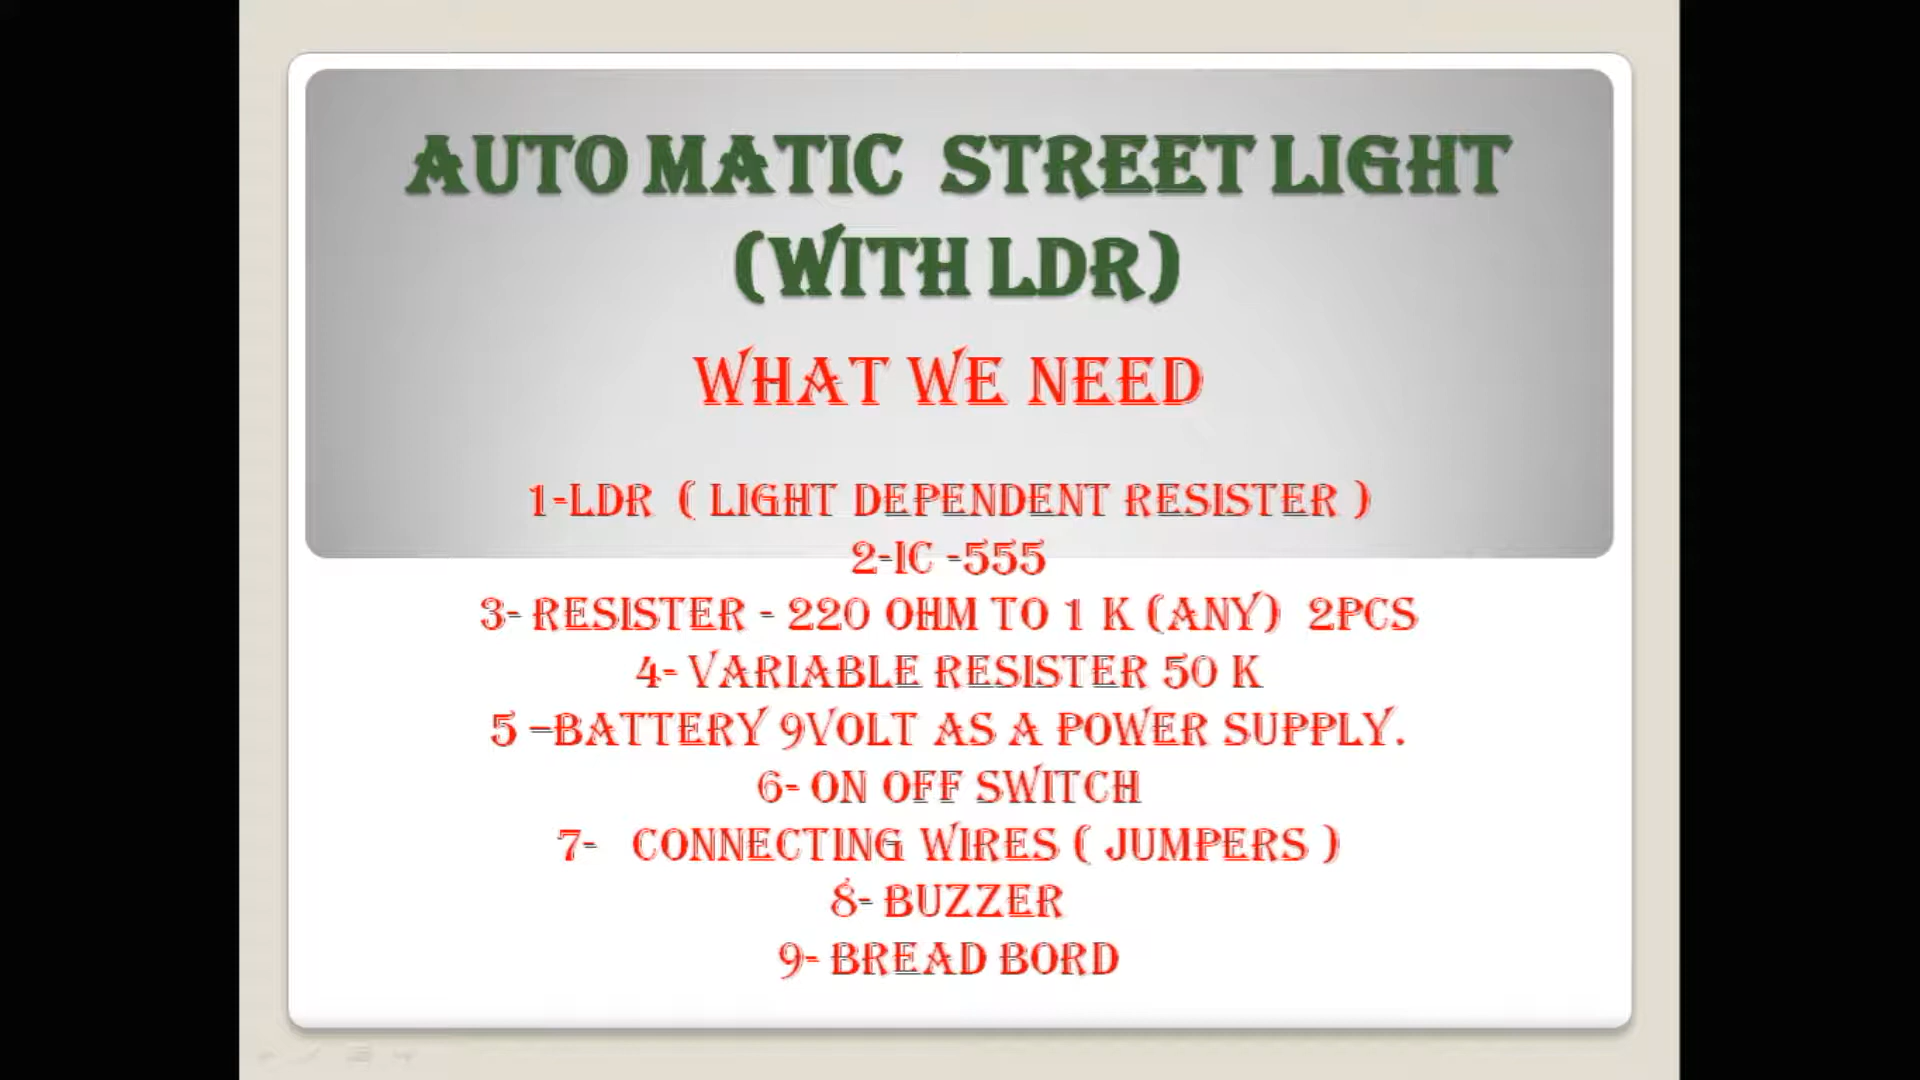 AUTO MATIC STREET LIGHT
(WITH LDR)
WHAT WE NEED
1-LDR ( LIGHT DEPENDENT RESISTER )
2-IC -555
3- RESISTER - 220 OHM TO 1 K (ANY) 2PCS
4- VARIABLE RESISTER 50 K
5 –BATTERY 9VOLT AS A POWER SUPPLY.
6- ON OFF SWITCH
7- CONNECTING WIRES ( JUMPERS )
8- BUZZER
9- BREAD BORD